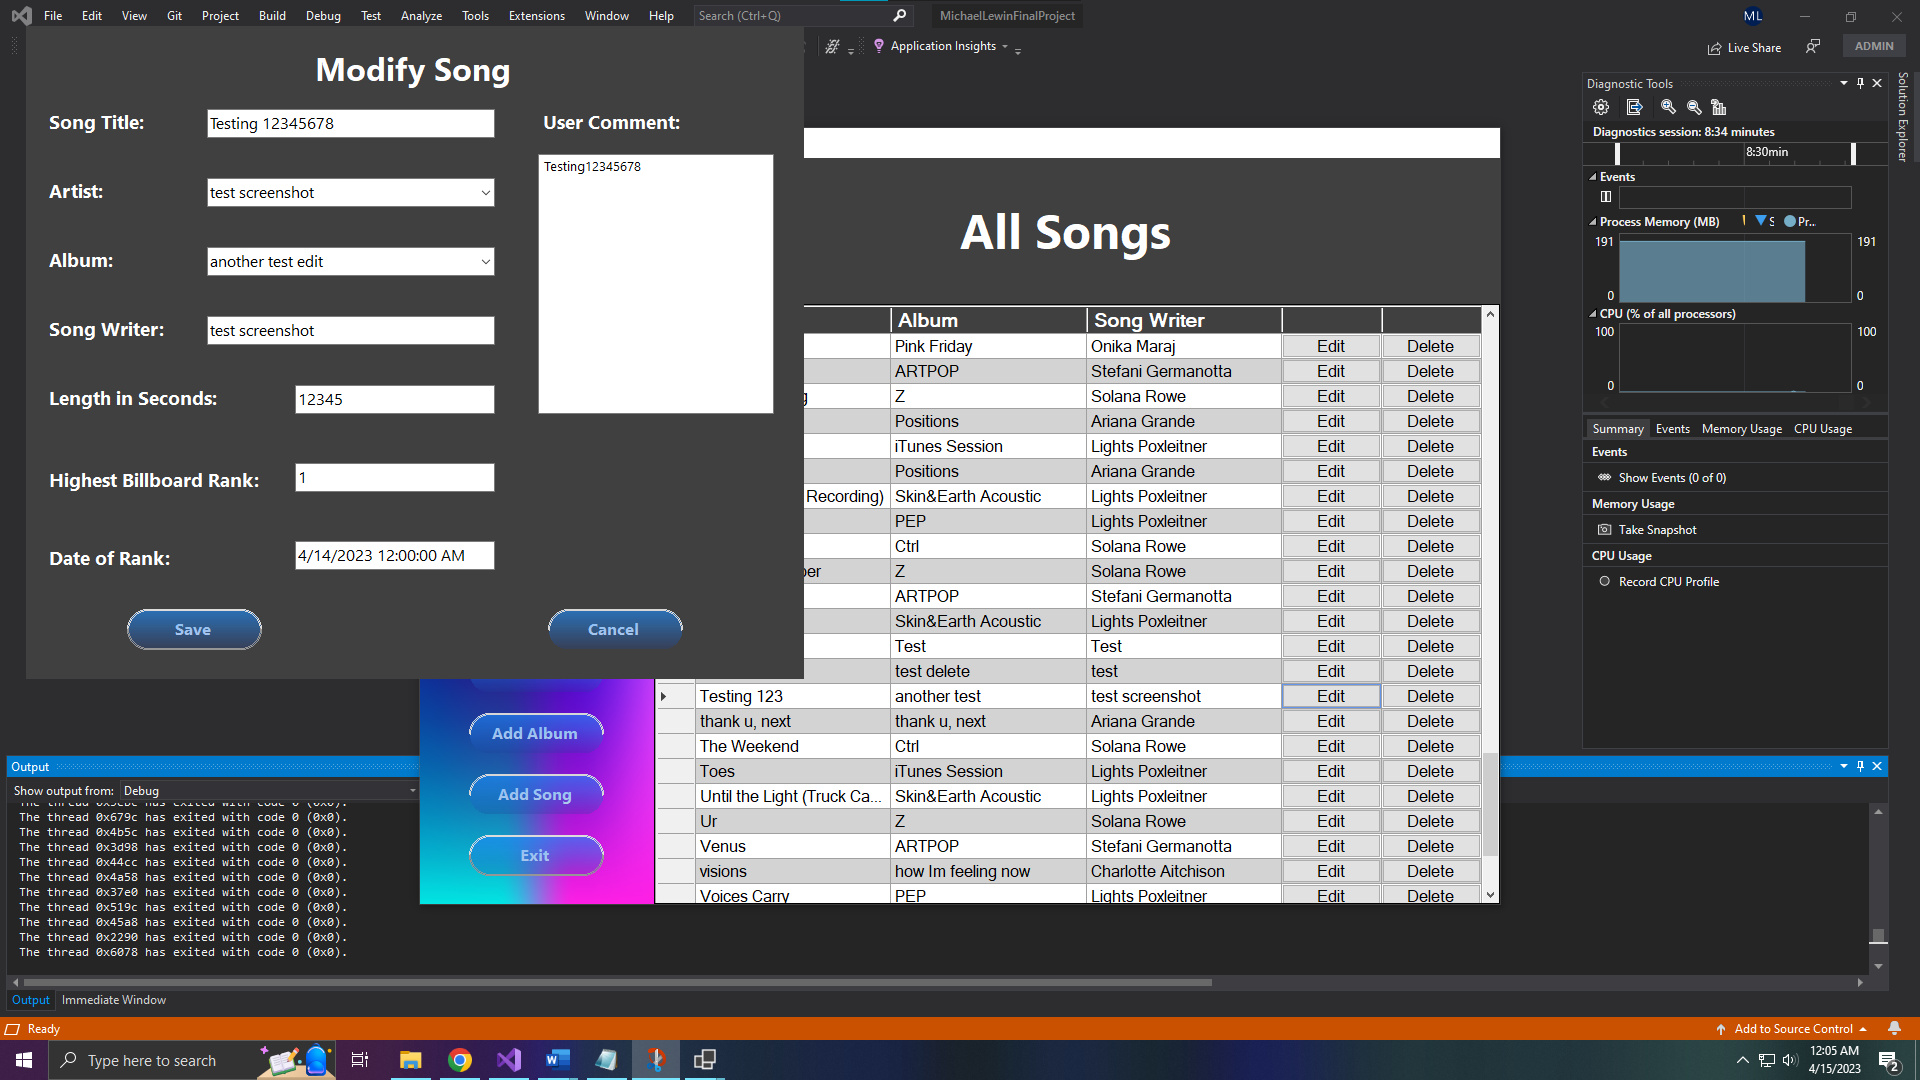 File Edit View Git Project Build Debug Test Analyze Tools Extensions Window Help Search (Ctrl+Q) MichaelLewinFinalProject ML
Application Insights Live Share ADMIN
Modify Song
Song Title: Testing 12345678
User Comment:
Testing12345678
Artist: test screenshot
Album: another test edit
Song Writer: test screenshot
Length in Seconds: 12345
Highest Billboard Rank: 1
Date of Rank: 4/14/2023 12:00:00 AM
Save Cancel
All Songs
Album Song Writer
Pink Friday Onika Maraj Edit Delete
ARTPOP Stefani Germanotta Edit Delete
Z Solana Rowe Edit Delete
Positions Ariana Grande Edit Delete
iTunes Session Lights Poxleitner Edit Delete
Positions Ariana Grande Edit Delete
Recording) Skin&Earth Acoustic Lights Poxleitner Edit Delete
PEP Lights Poxleitner Edit Delete
Ctrl Solana Rowe Edit Delete
Z Solana Rowe Edit Delete
ARTPOP Stefani Germanotta Edit Delete
Skin&Earth Acoustic Lights Poxleitner Edit Delete
Test Test Edit Delete
test delete test Edit Delete
Testing 123 another test test screenshot Edit Delete
thank u, next thank u, next Ariana Grande Edit Delete
The Weekend Ctrl Solana Rowe Edit Delete
Toes iTunes Session Lights Poxleitner Edit Delete
Until the Light (Truck Ca... Skin&Earth Acoustic Lights Poxleitner Edit Delete
Ur Z Solana Rowe Edit Delete
Venus ARTPOP Stefani Germanotta Edit Delete
visions how Im feeling now Charlotte Aitchison Edit Delete
Voices Carry PEP Lights Poxleitner Edit Delete
Add Album
Add Song
Exit
Diagnostic Tools
Diagnostics session: 8:34 minutes
8:30min
Events
Process Memory (MB) S Pr...
191 191
0 0
CPU (% of all processors)
100 100
0 0
Summary Events Memory Usage CPU Usage
Events
Show Events (0 of 0)
Memory Usage
Take Snapshot
CPU Usage
Record CPU Profile
Solution Explorer
Output
Show output from: Debug
The thread has exited with code 0 (0x0).
The thread 0x679c has exited with code 0 (0x0).
The thread 0x4b5c has exited with code 0 (0x0).
The thread 0x3d98 has exited with code 0 (0x0).
The thread 0x44cc has exited with code 0 (0x0).
The thread 0x4a58 has exited with code 0 (0x0).
The thread 0x37e0 has exited with code 0 (0x0).
The thread 0x519c has exited with code 0 (0x0).
The thread 0x45a8 has exited with code 0 (0x0).
The thread 0x2290 has exited with code 0 (0x0).
The thread 0x6078 has exited with code 0 (0x0).
Output Immediate Window
Ready Add to Source Control
Type here to search
12:05 AM
4/15/2023
2